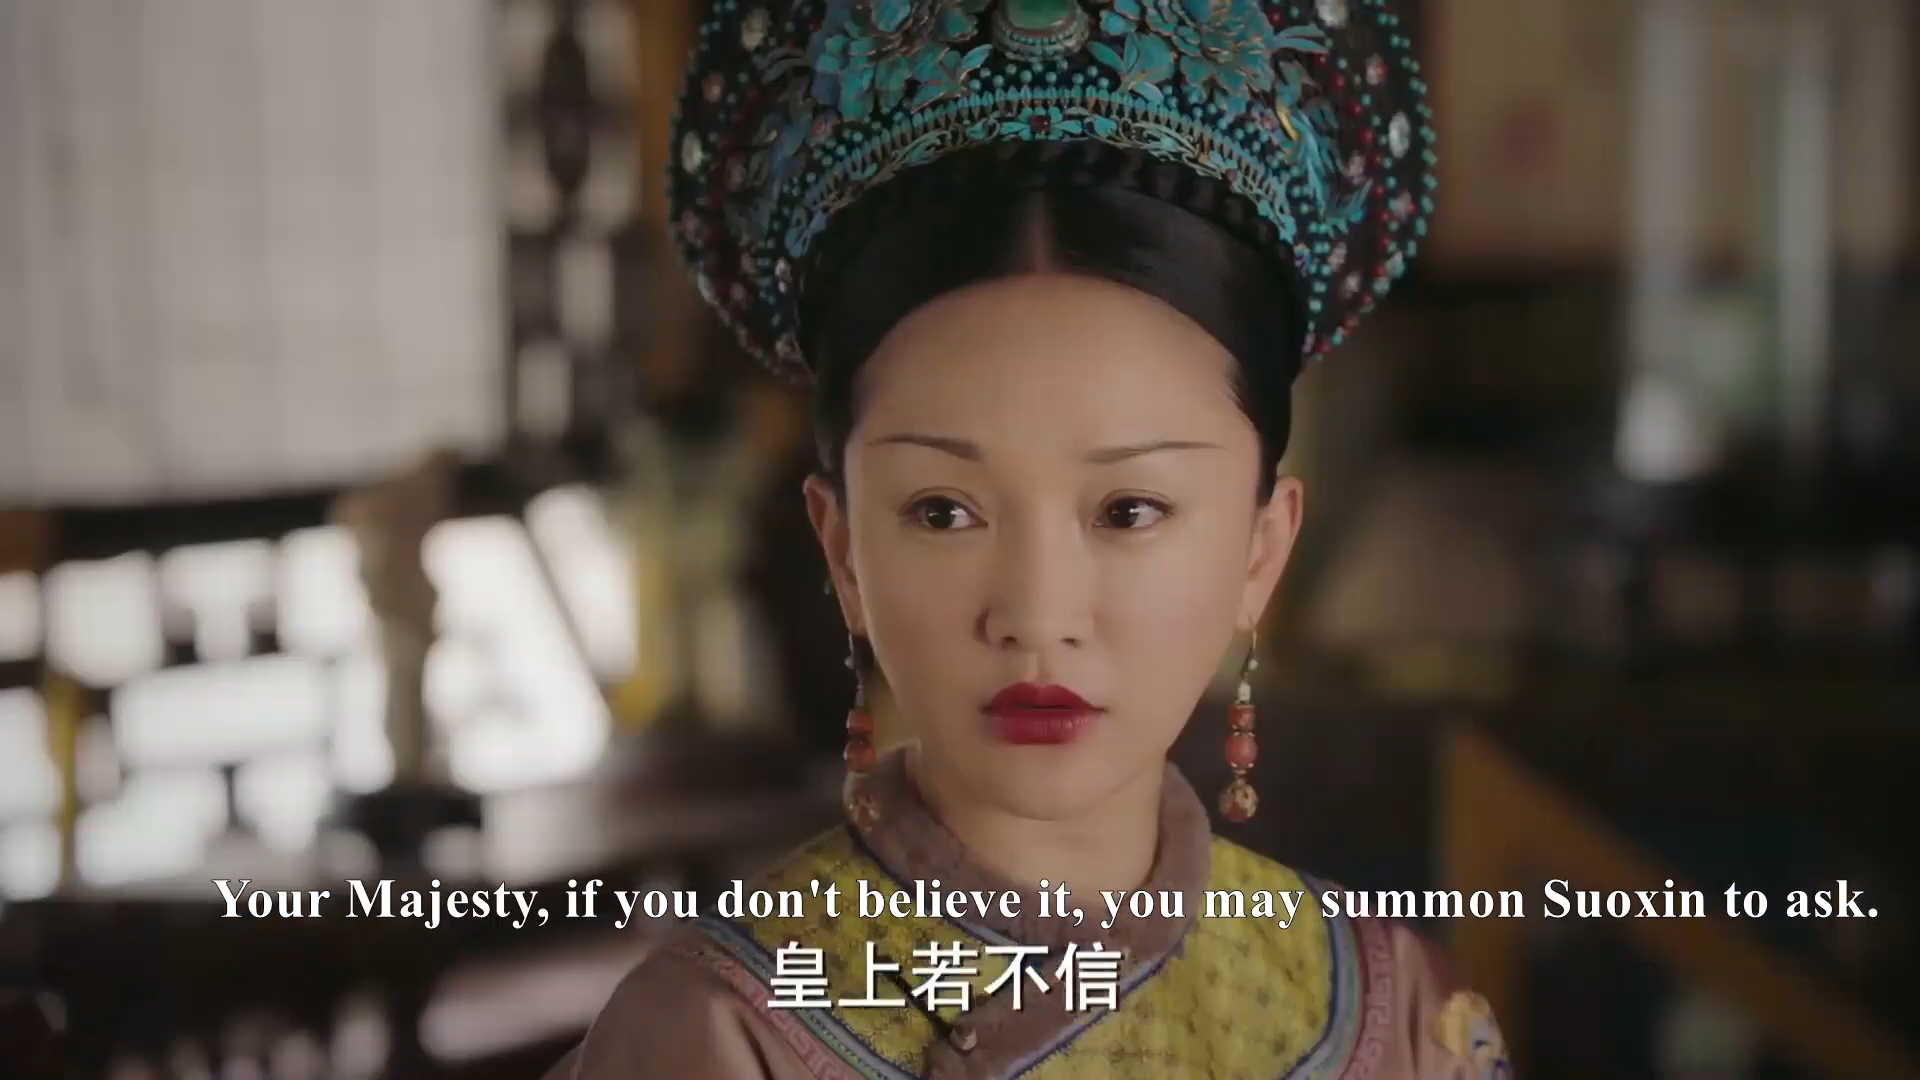 Your Majesty, if you don't believe it, you may summon Suoxin to ask.
皇上若不信